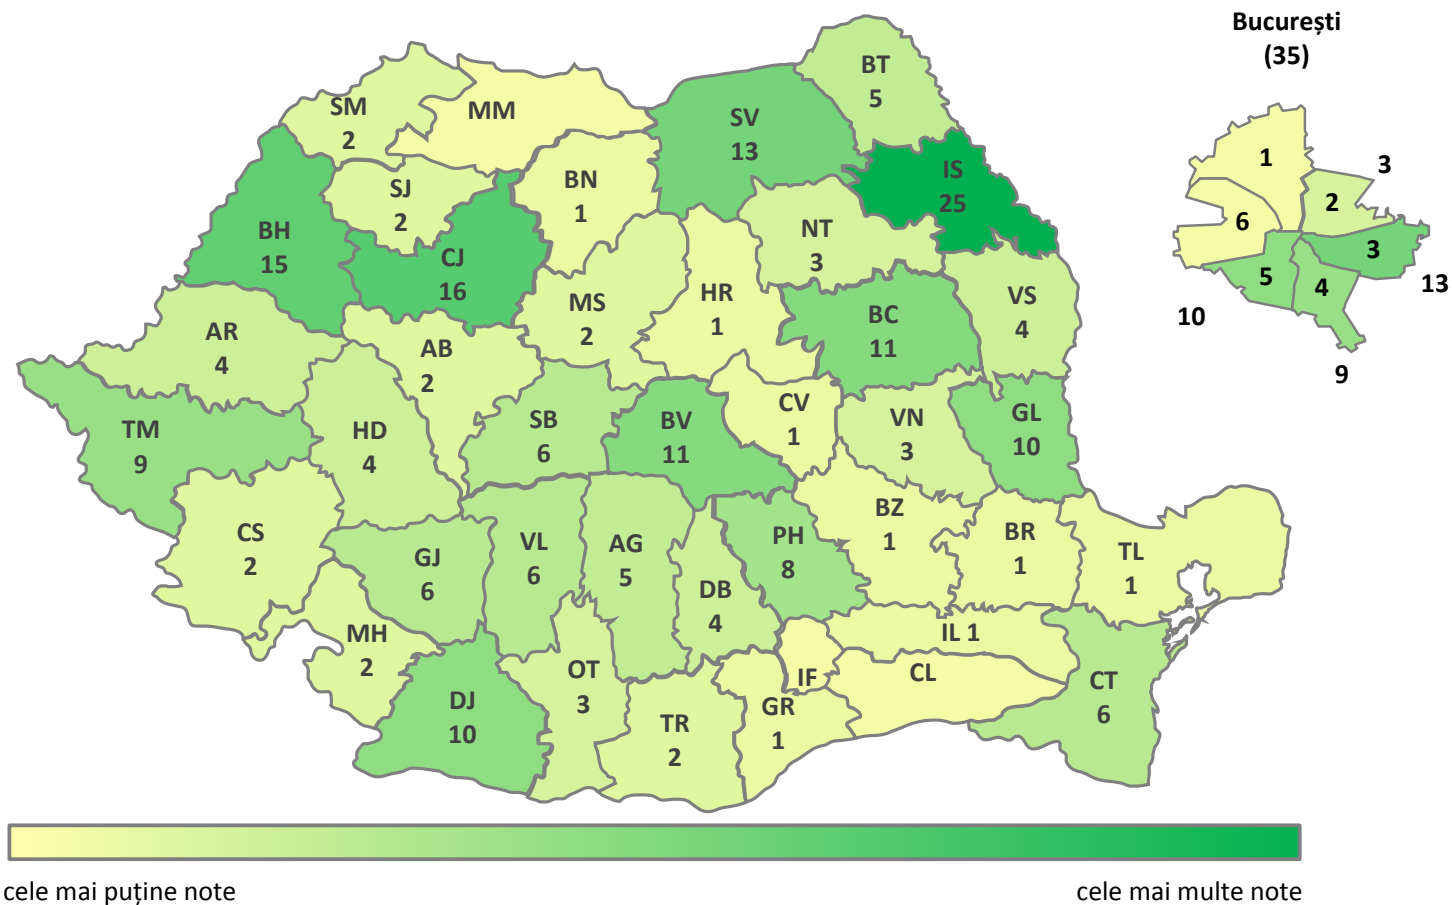 București
(35)
BT
5
SM
2
MM
SV
13
1
3
IS
25
SJ
2
BN
1
2
6
BH
15
NT
3
3
CJ
16
5
4
13
MS
2
HR
1
VS
4
BC
11
10
AR
4
AB
2
9
CV
1
GL
10
TM
9
HD
4
SB
6
BV
11
VN
3
CS
2
GJ
6
VL
6
AG
5
PH
8
BZ
1
BR
1
TL
1
DB
4
MH
2
IL 1
OT
3
IF
CL
CT
6
DJ
10
TR
2
GR
1
cele mai puține note
cele mai multe note